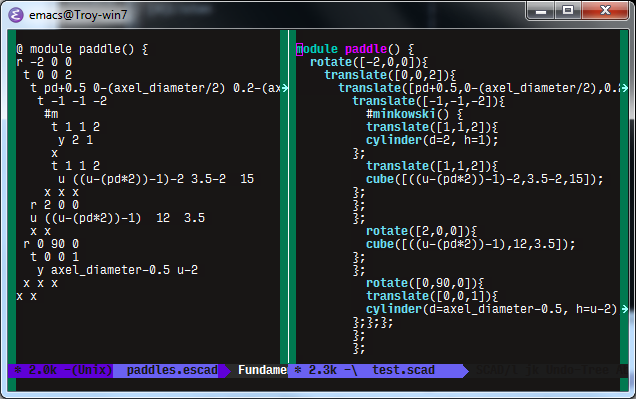 emacs@Troy-win7
@ module paddle() {
r -2 0 0
t 0 0 2
t pd+0.5 0-(axel_diameter/2) 0.2-(ax
t -1 -1 -2
#m
t 1 1 2
y 2 1
x
t 1 1 2
u ((u-(pd*2))-1)-2 3.5-2  15
x x x
r 2 0 0
u ((u-(pd*2))-1)  12  3.5
x x
r 0 90 0
t 0 0 1
y axel_diameter-0.5 u-2
x x x
x x
* 2.0k (Unix) paddles.escad Fundame
module paddle() {
rotate([-2,0,0]){
translate([0,0,2]){
translate([pd+0.5,0-(axel_diameter/2),0.2
translate([-1,-1,-2]){
#minkowski() {
translate([1,1,2]){
cylinder(d=2, h=1);
};
translate([1,1,2]){
cube([((u-(pd*2))-1)-2,3.5-2,15]);
};
};
};
rotate([2,0,0]){
cube([((u-(pd*2))-1),12,3.5]);
};
};
rotate([0,90,0]){
translate([0,0,1]){
cylinder(d=axel_diameter-0.5, h=u-2)
};};};
};
};
* 2.3k -\ test.scad